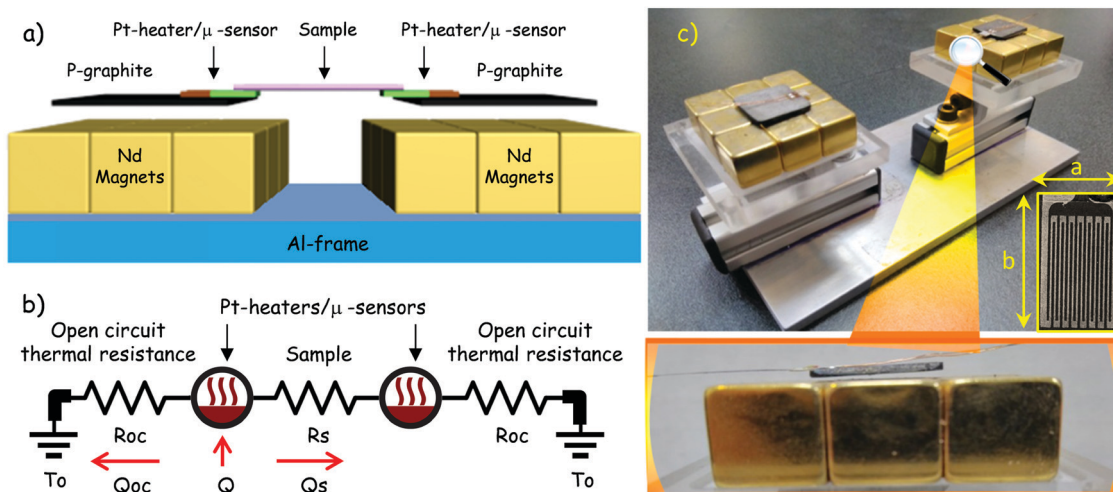 a)
Pt-heater/μ-sensor
Sample
Pt-heater/μ-sensor
P-graphite
P-graphite
Nd
Magnets
Nd
Magnets
Al-frame
b)
Pt-heaters/μ-sensors
Open circuit
thermal resistance
Sample
Open circuit
thermal resistance
Roc
Rs
Roc
To
Qoc
Q
Qs
To
c)
a
b